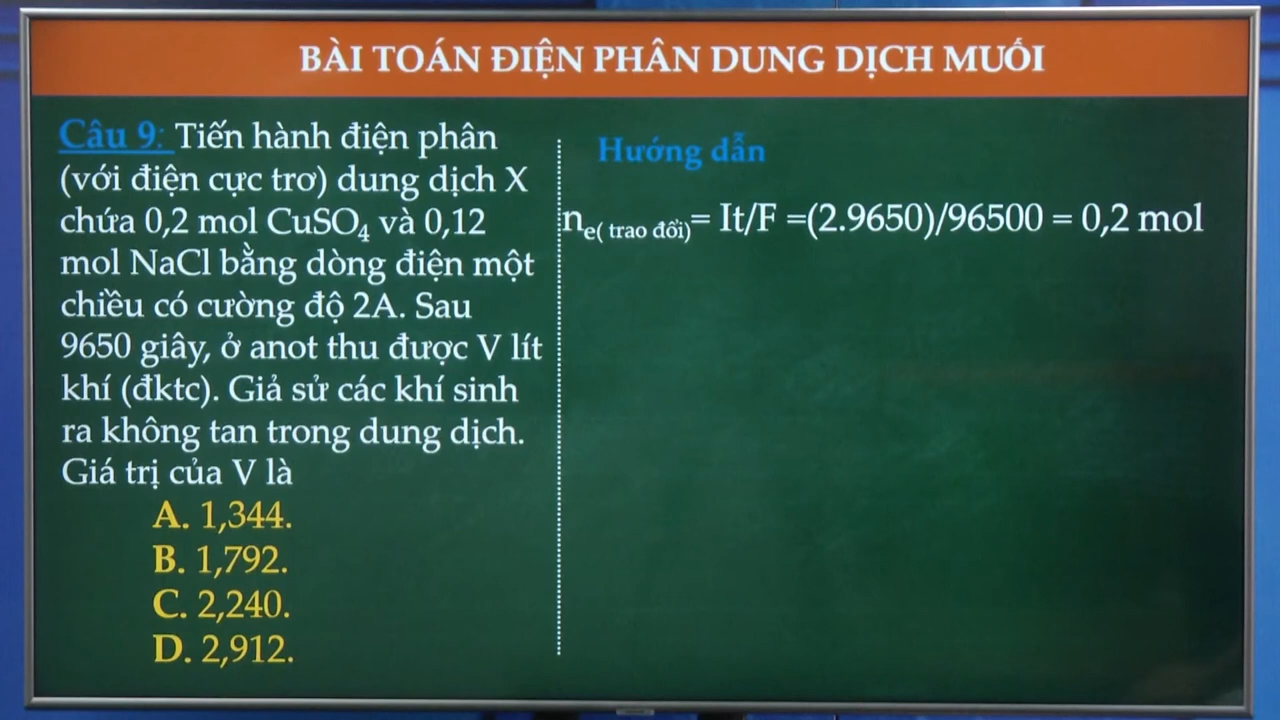 BÀI TOÁN ĐIỆN PHÂN DUNG DỊCH MUỐI
Câu 9: Tiến hành điện phân
(với điện cực trơ) dung dịch X
chứa 0,2 mol CuSO₄ và 0,12
mol NaCl bằng dòng điện một
chiều có cường độ 2A. Sau
9650 giây, ở anot thu được V lít
khí (đktc). Giả sử các khí sinh
ra không tan trong dung dịch.
Giá trị của V là
A. 1,344.
B. 1,792.
C. 2,240.
D. 2,912.
Hướng dẫn
ne( trao đổi)= It/F =(2.9650)/96500 = 0,2 mol